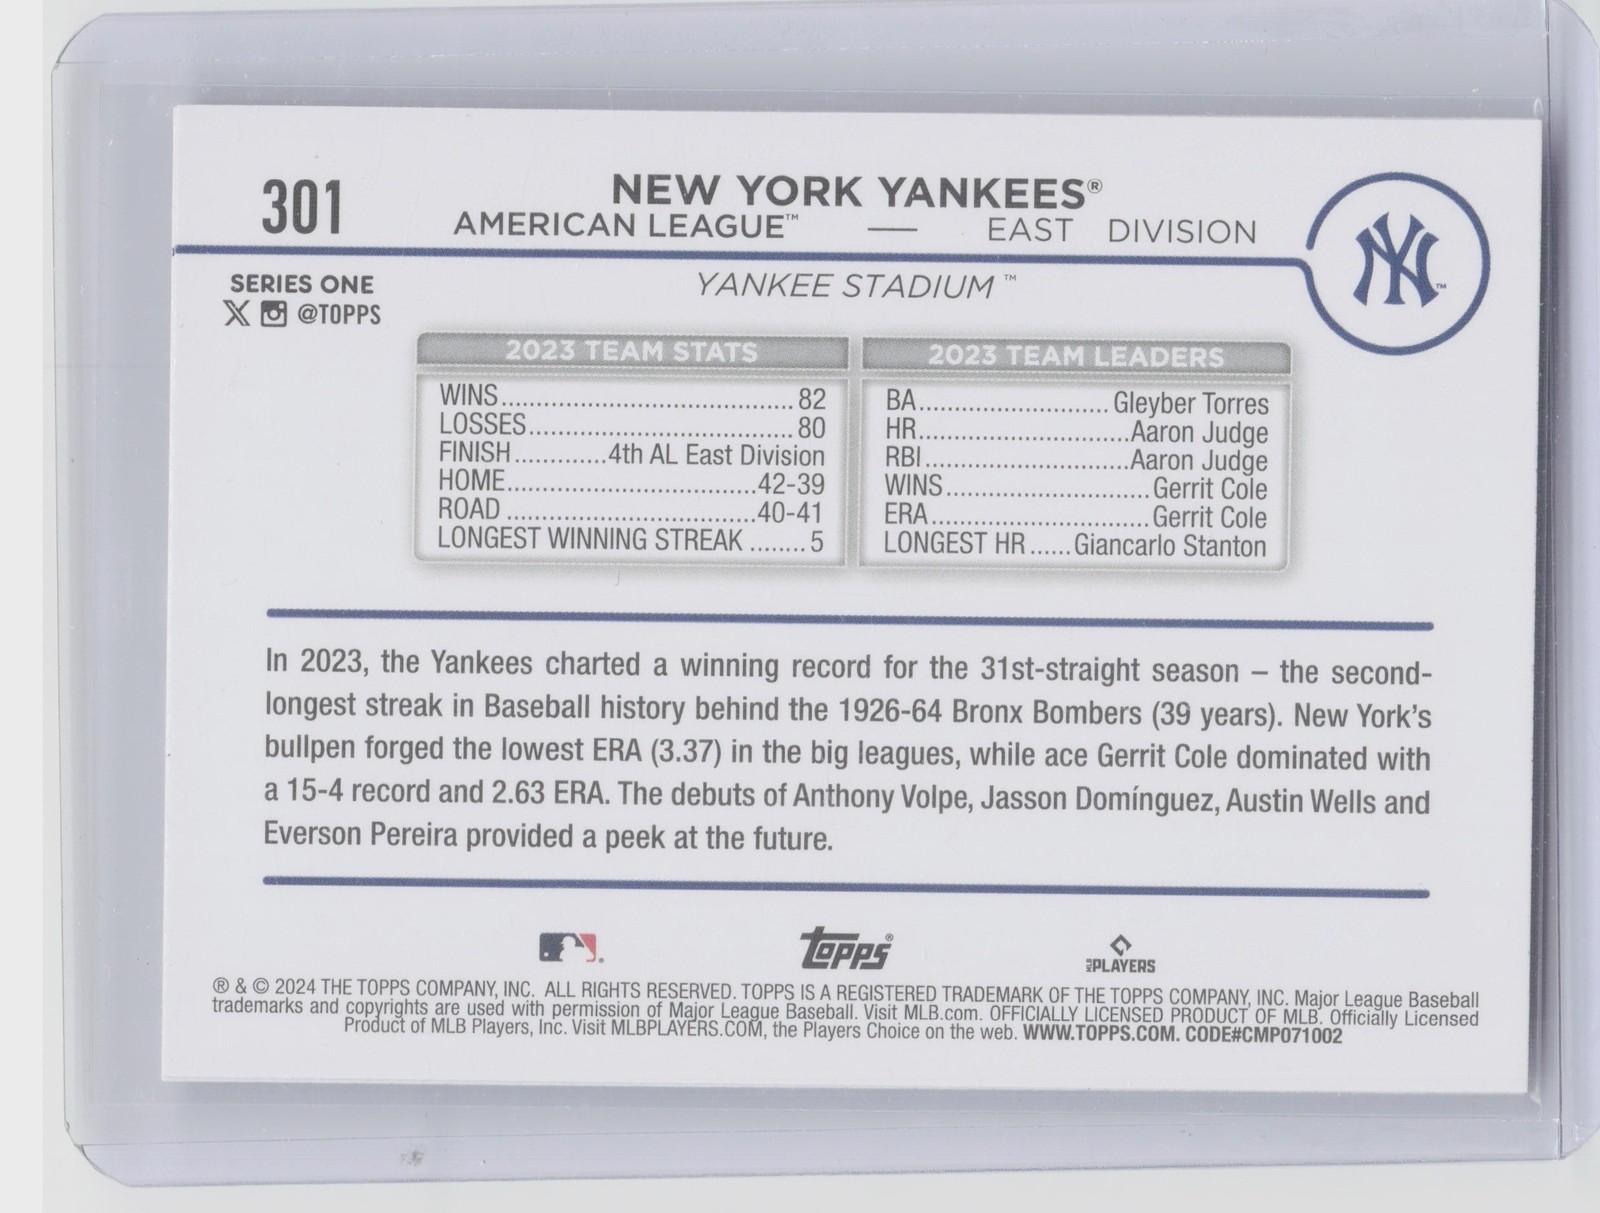 301
NEW YORK YANKEES®
AMERICAN LEAGUE™ — EAST DIVISION
NY™
SERIES ONE
X @TOPPS
YANKEE STADIUM™
2023 TEAM STATS
WINS........................................82
LOSSES....................................80
FINISH.............4th AL East Division
HOME..................................42-39
ROAD ..................................40-41
LONGEST WINNING STREAK ........5
2023 TEAM LEADERS
BA..........................Gleyber Torres
HR.............................Aaron Judge
RBI............................Aaron Judge
WINS............................Gerrit Cole
ERA..............................Gerrit Cole
LONGEST HR......Giancarlo Stanton
In 2023, the Yankees charted a winning record for the 31st-straight season – the second-
longest streak in Baseball history behind the 1926-64 Bronx Bombers (39 years). New York's
bullpen forged the lowest ERA (3.37) in the big leagues, while ace Gerrit Cole dominated with
a 15-4 record and 2.63 ERA. The debuts of Anthony Volpe, Jasson Domínguez, Austin Wells and
Everson Pereira provided a peek at the future.
Topps®
MLB PLAYERS
® & © 2024 THE TOPPS COMPANY, INC. ALL RIGHTS RESERVED. TOPPS IS A REGISTERED TRADEMARK OF THE TOPPS COMPANY, INC. Major League Baseball
trademarks and copyrights are used with permission of Major League Baseball. Visit MLB.com. OFFICIALLY LICENSED PRODUCT OF MLB. Officially Licensed
Product of MLB Players, Inc. Visit MLBPLAYERS.COM, the Players Choice on the web. WWW.TOPPS.COM. CODE#CMP071002